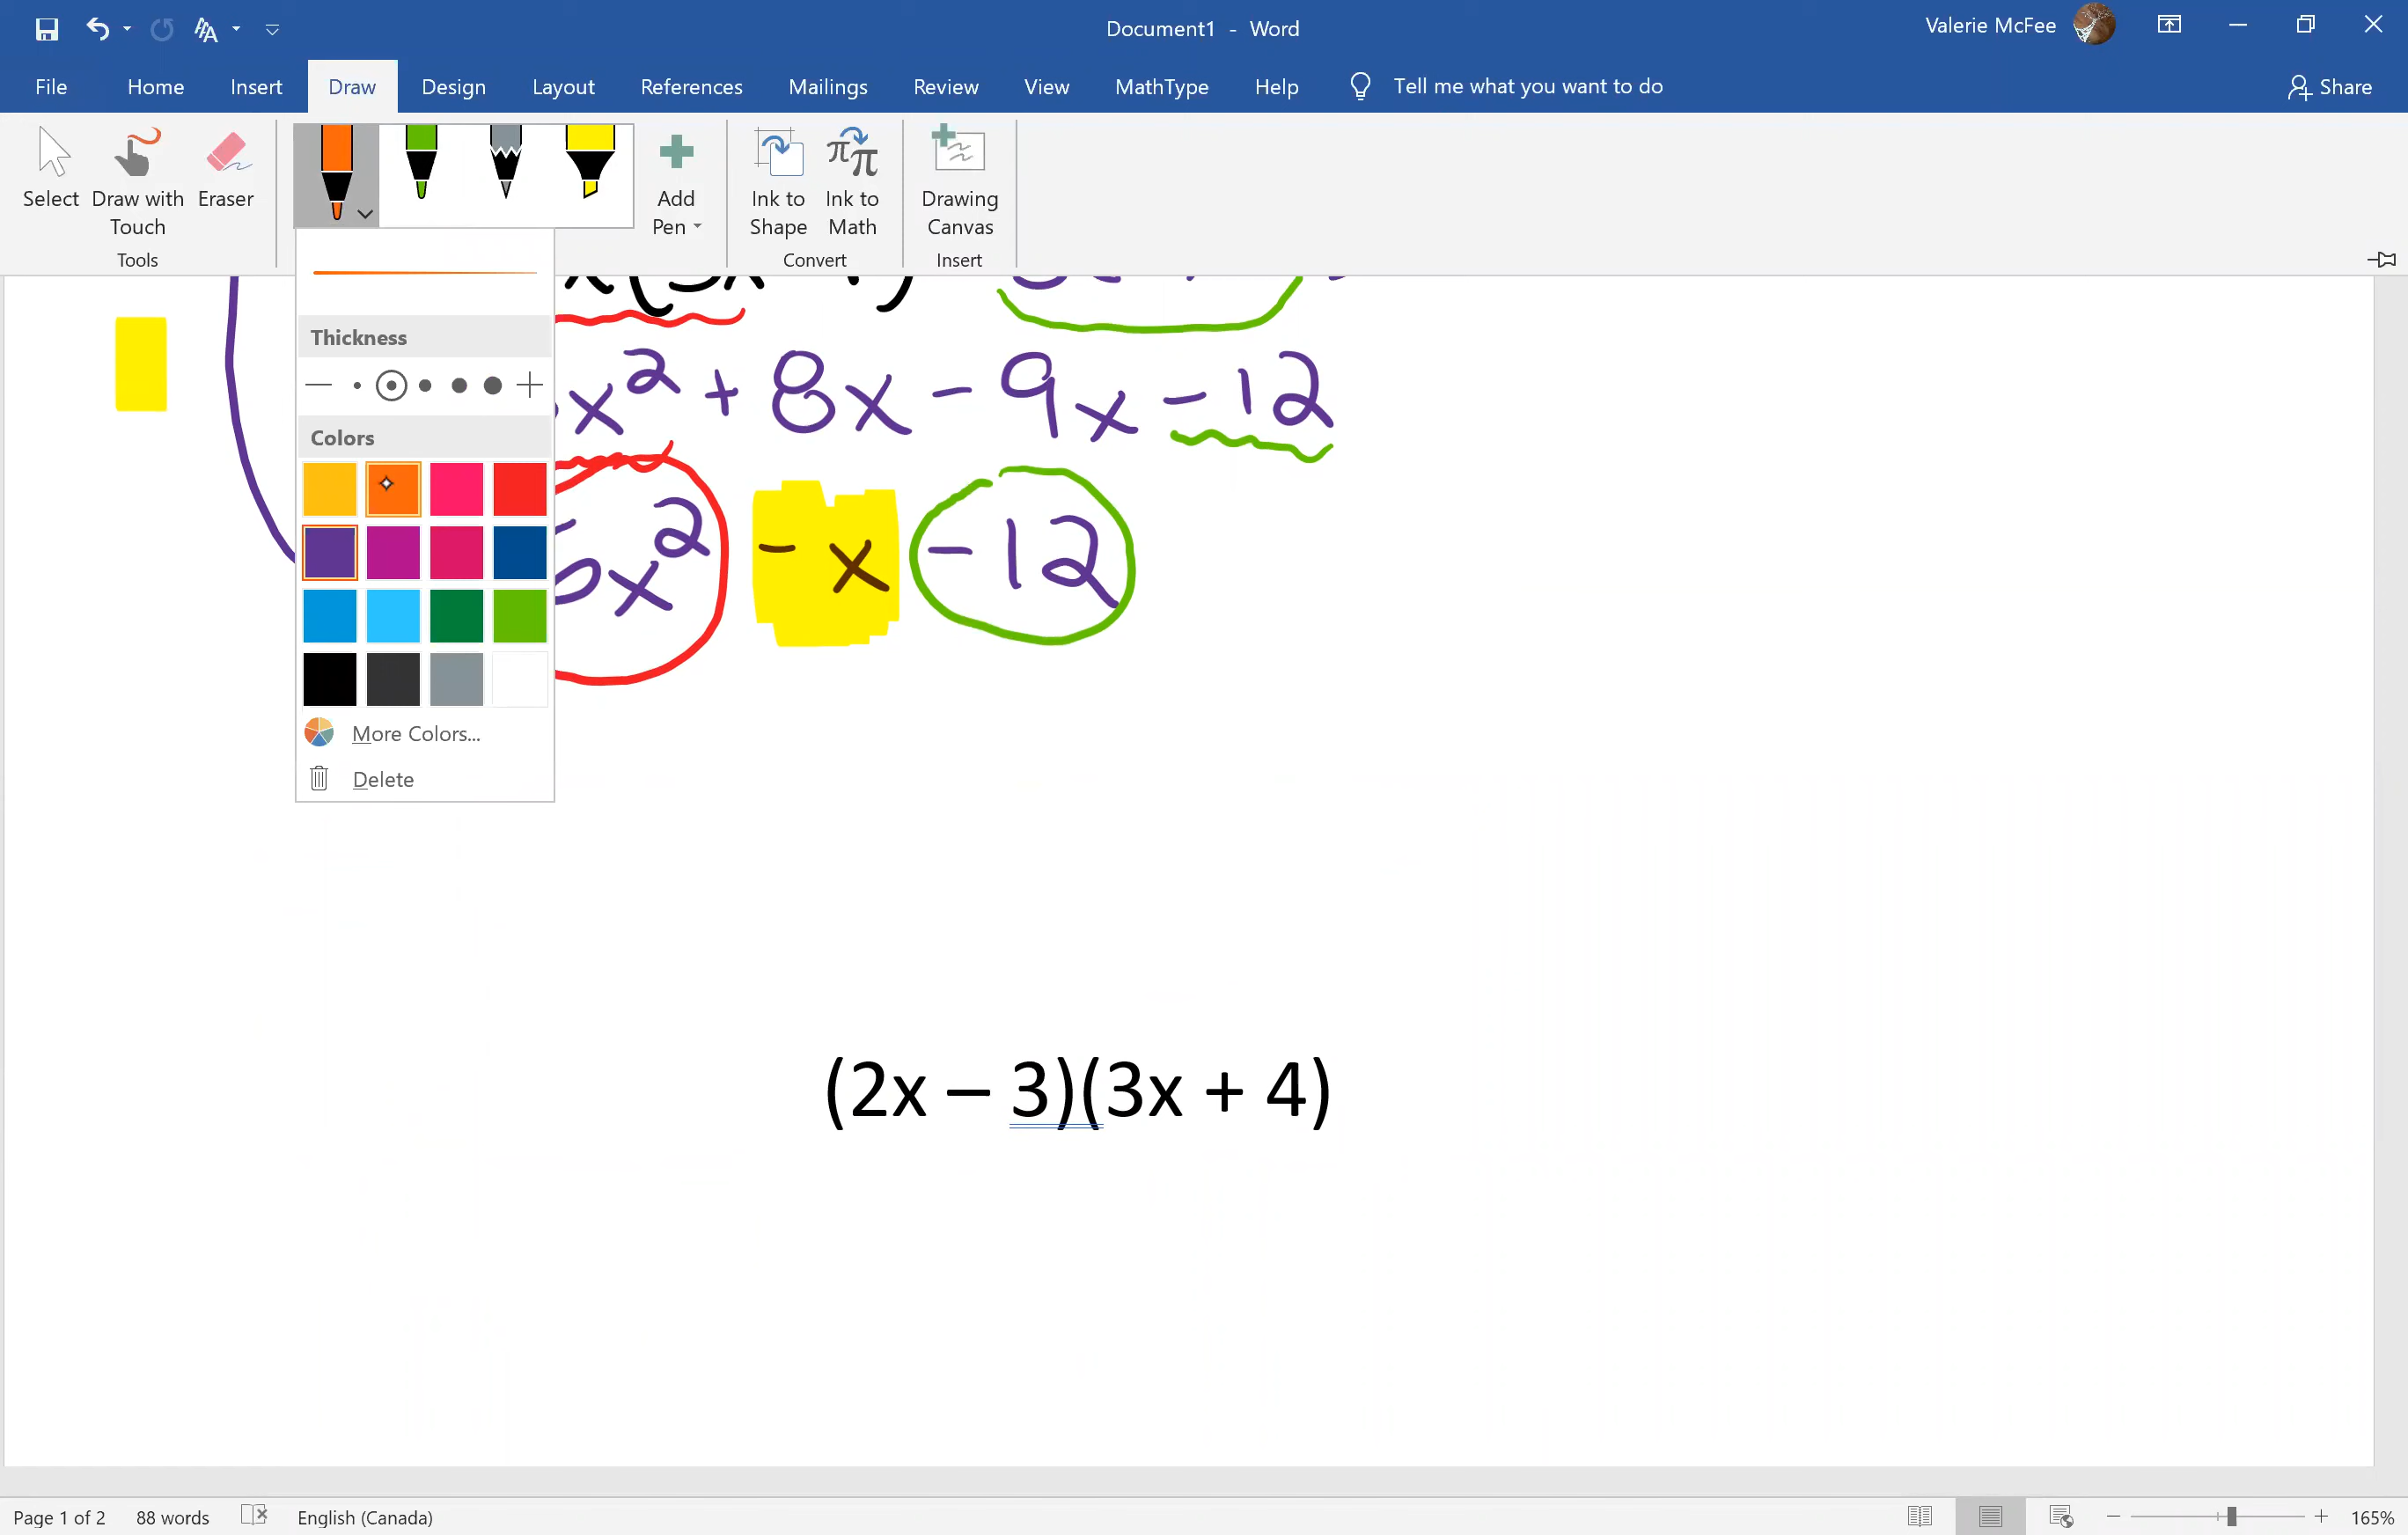 Document1 - Word
Valerie McFee
File Home Insert Draw Design Layout References Mailings Review View MathType Help Tell me what you want to do Share
Select Draw with Touch Eraser Add Pen Ink to Shape Ink to Math Drawing Canvas
Tools Convert Insert
Thickness
x² + 8x - 9x - 12
Colors
x² - x - 12
More Colors...
Delete
(2x – 3)(3x + 4)
Page 1 of 2 88 words English (Canada) 165%